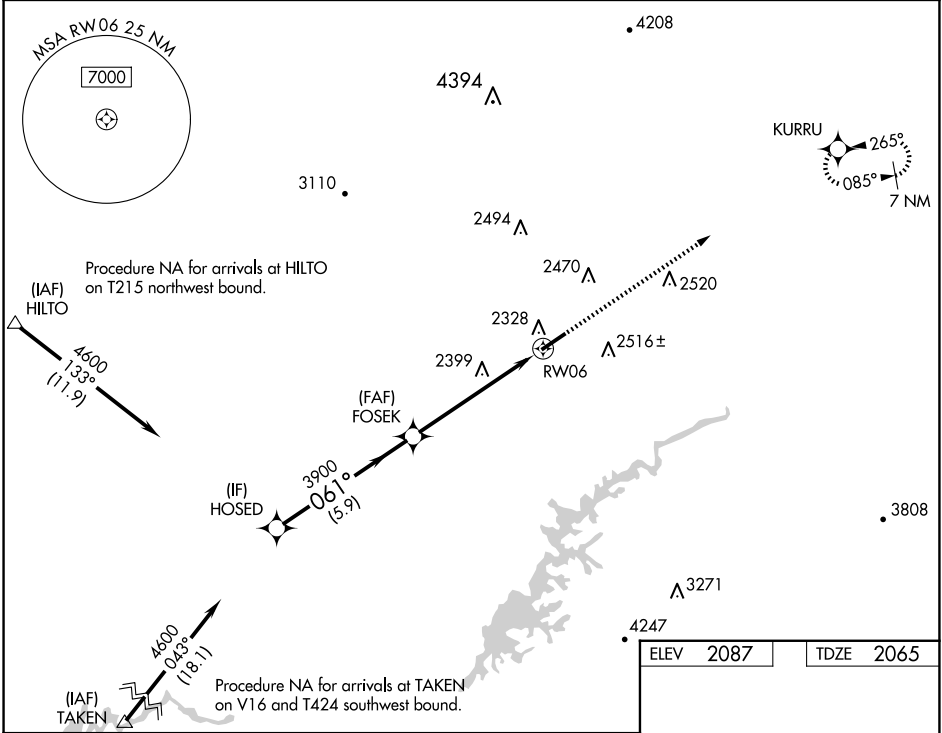 MSA RW06 25 NM
7000
4208
4394
KURRU
265°
085°
7 NM
3110
2494
Procedure NA for arrivals at HILTO
on T215 northwest bound.
2470
2520
(IAF)
HILTO
2328
2516±
4600
133°
(11.9)
2399
RW06
(FAF)
FOSEK
3900
061°
(5.9)
(IF)
HOSED
3808
3271
4600
043°
(18.1)
4247
ELEV 2087
TDZE 2065
(IAF)
TAKEN
Procedure NA for arrivals at TAKEN
on V16 and T424 southwest bound.